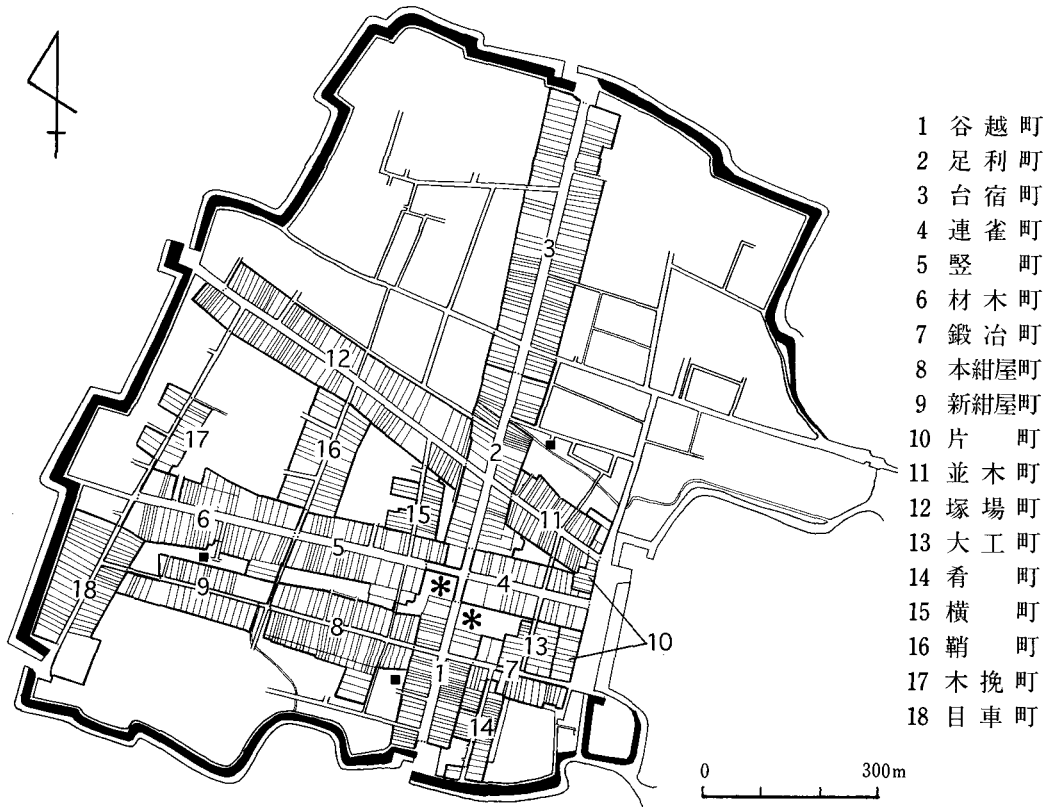 1 谷越町
2 足利町
3 台宿町
4 連雀町
5 竪町
6 材木町
7 鍛冶町
8 本紺屋町
9 新紺屋町
10 片町
11 並木町
12 塚場町
13 大工町
14 肴町
15 横町
16 鞘町
17 木挽町
18 目車町
3
12
17
16
2
15
11
6
5
4
18
9
8
13
10
1
7
14
0 300m